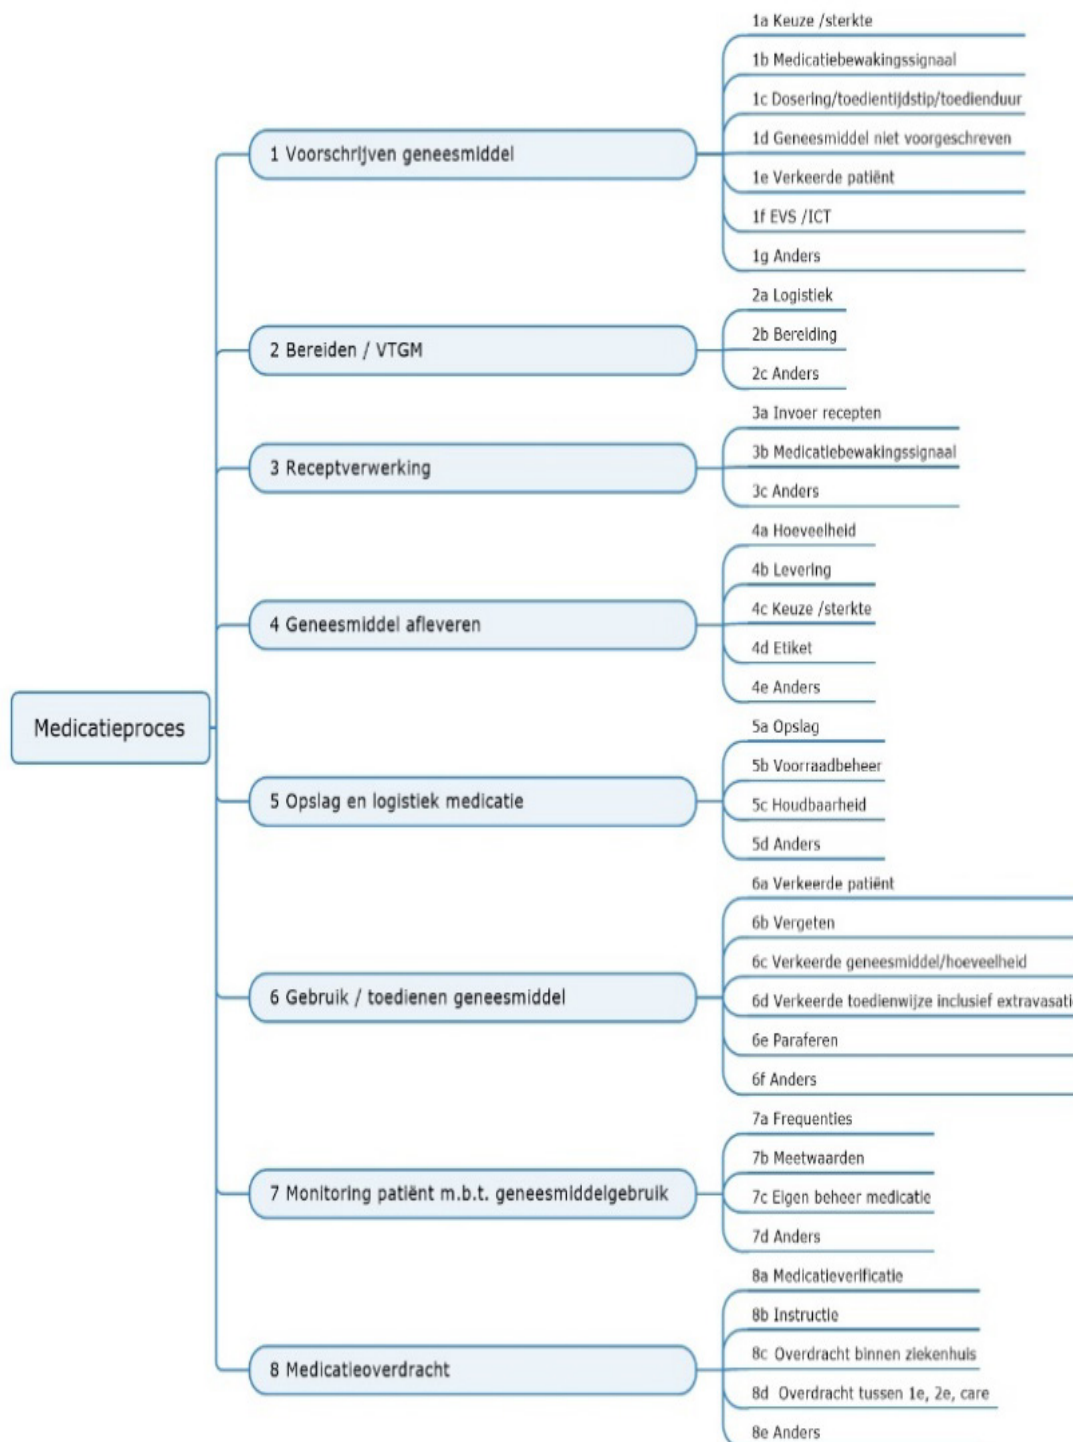 Medicatieproces
1 Voorschrijven geneesmiddel
1a Keuze /sterkte
1b Medicatiebewakingssignaal
1c Dosering/toedientijdstip/toedienduur
1d Geneesmiddel niet voorgeschreven
1e Verkeerde patiënt
1f EVS /ICT
1g Anders
2 Bereiden / VTGM
2a Logistiek
2b Bereiding
2c Anders
3 Receptverwerking
3a Invoer recepten
3b Medicatiebewakingssignaal
3c Anders
4 Geneesmiddel afleveren
4a Hoeveelheid
4b Levering
4c Keuze /sterkte
4d Etiket
4e Anders
5 Opslag en logistiek medicatie
5a Opslag
5b Voorraadbeheer
5c Houdbaarheid
5d Anders
6 Gebruik / toedienen geneesmiddel
6a Verkeerde patiënt
6b Vergeten
6c Verkeerde geneesmiddel/hoeveelheid
6d Verkeerde toedienwijze inclusief extravasati
6e Paraferen
6f Anders
7 Monitoring patiënt m.b.t. geneesmiddelgebruik
7a Frequenties
7b Meetwaarden
7c Eigen beheer medicatie
7d Anders
8 Medicatieoverdracht
8a Medicatieverificatie
8b Instructie
8c Overdracht binnen ziekenhuis
8d Overdracht tussen 1e, 2e, care
8e Anders